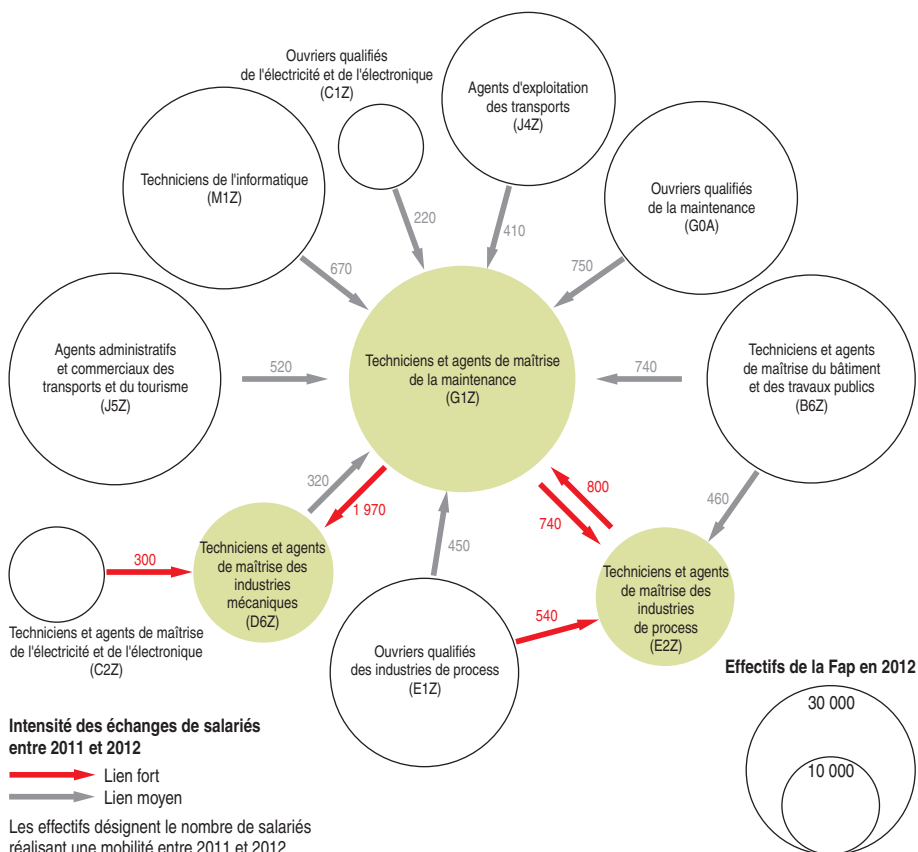 Ouvriers qualifiés
de l'électricité et de l'électronique
(C1Z)
Agents d'exploitation
des transports
(J4Z)
Techniciens de l'informatique
(M1Z)
Ouvriers qualifiés
de la maintenance
(G0A)
220
410
670
750
Agents administratifs
et commerciaux des
transports et du tourisme
(J5Z)
520
Techniciens et agents de maîtrise
de la maintenance
(G1Z)
740
Techniciens et agents
de maîtrise du bâtiment
et des travaux publics
(B6Z)
320
1 970
800
740
460
450
300
Techniciens et agents
de maîtrise des
industries
mécaniques
(D6Z)
540
Techniciens et agents
de maîtrise des
industries
de process
(E2Z)
Techniciens et agents de maîtrise
de l'électricité et de l'électronique
(C2Z)
Ouvriers qualifiés
des industries de process
(E1Z)
Effectifs de la Fap en 2012
30 000
10 000
Intensité des échanges de salariés
entre 2011 et 2012
Lien fort
Lien moyen
Les effectifs désignent le nombre de salariés
réalisant une mobilité entre 2011 et 2012